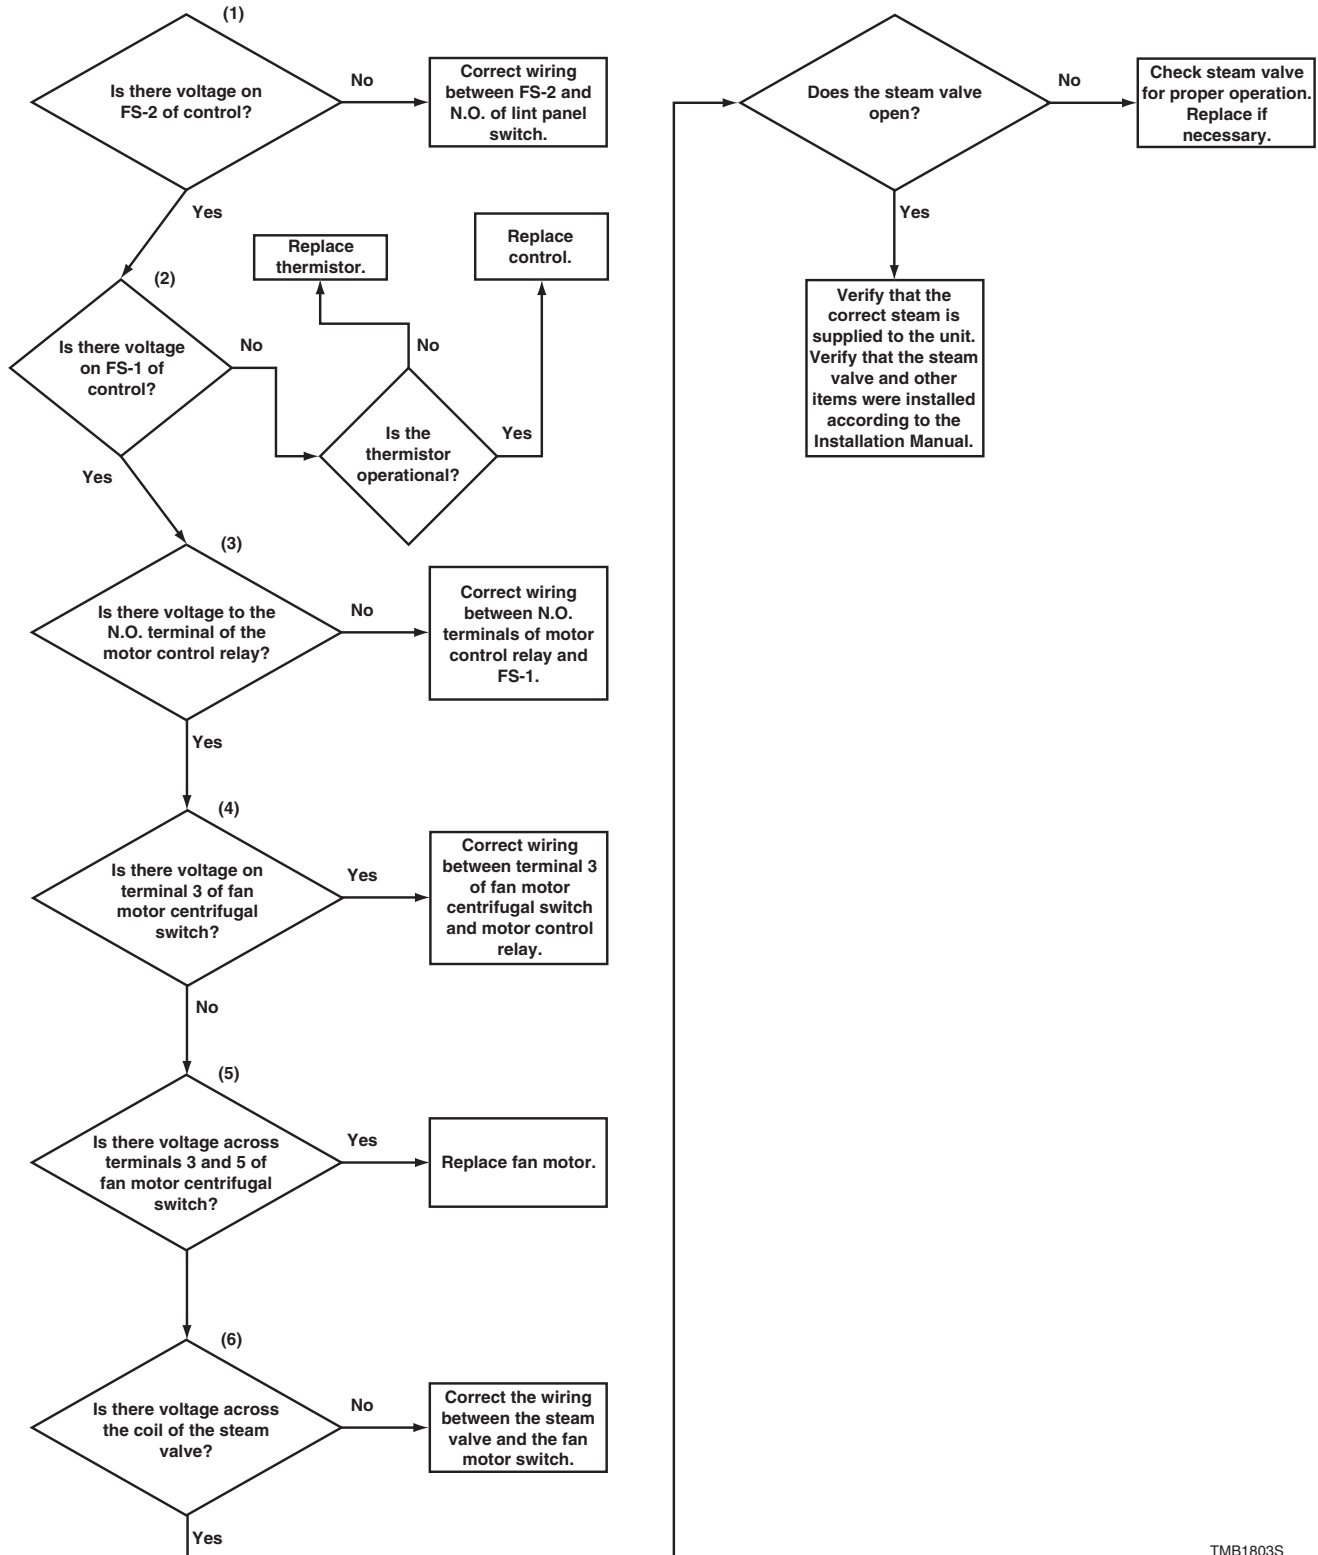 (1)
Is there voltage on
FS-2 of control?
No
Correct wiring
between FS-2 and
N.O. of lint panel
switch.
Yes
(2)
Is there voltage
on FS-1 of
control?
No
Replace
thermistor.
Replace
control.
No
Is the
thermistor
operational?
Yes
Yes
(3)
Is there voltage to the
N.O. terminal of the
motor control relay?
No
Correct wiring
between N.O.
terminals of motor
control relay and
FS-1.
Yes
(4)
Is there voltage on
terminal 3 of fan
motor centrifugal
switch?
Yes
Correct wiring
between terminal 3
of fan motor
centrifugal switch
and motor control
relay.
No
(5)
Is there voltage across
terminals 3 and 5 of
fan motor centrifugal
switch?
Yes
Replace fan motor.
(6)
Is there voltage across
the coil of the steam
valve?
No
Correct the wiring
between the steam
valve and the fan
motor switch.
Yes
Does the steam valve
open?
No
Check steam valve
for proper operation.
Replace if
necessary.
Yes
Verify that the
correct steam is
supplied to the unit.
Verify that the steam
valve and other
items were installed
according to the
Installation Manual.
TMB1803S